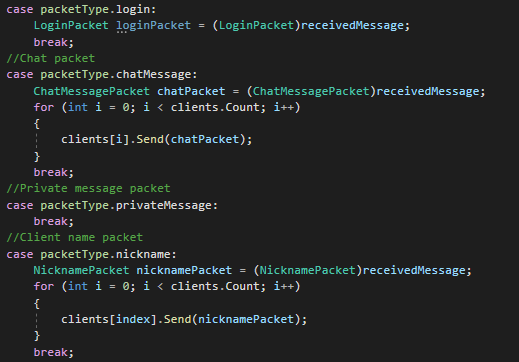 case packetType.login:
LoginPacket loginPacket = (LoginPacket)receivedMessage;
break;
//Chat packet
case packetType.chatMessage:
ChatMessagePacket chatPacket = (ChatMessagePacket)receivedMessage;
for (int i = 0; i < clients.Count; i++)
{
clients[i].Send(chatPacket);
}
break;
//Private message packet
case packetType.privateMessage:
break;
//Client name packet
case packetType.nickname:
NicknamePacket nicknamePacket = (NicknamePacket)receivedMessage;
for (int i = 0; i < clients.Count; i++)
{
clients[index].Send(nicknamePacket);
}
break;